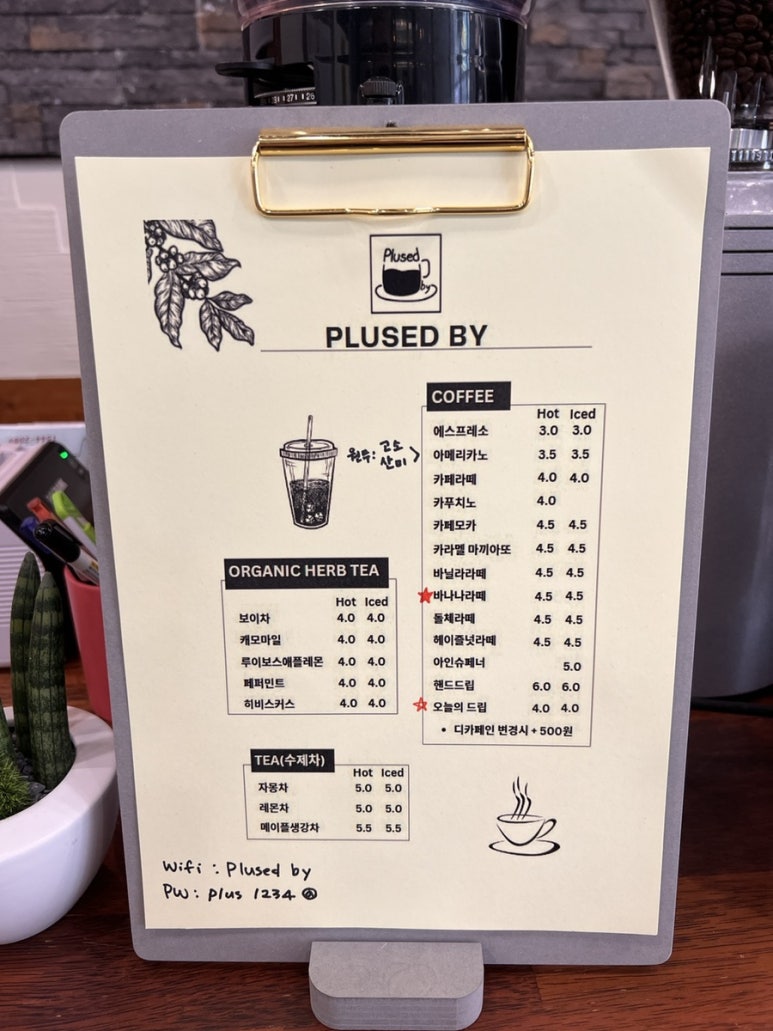 Plused
by
PLUSED BY
COFFEE
Hot Iced
에스프레소 3.0 3.0
원두: 고소
산미
아메리카노 3.5 3.5
카페라떼 4.0 4.0
카푸치노 4.0
카페모카 4.5 4.5
카라멜 마끼아또 4.5 4.5
바닐라라떼 4.5 4.5
바나나라떼 4.5 4.5
돌체라떼 4.5 4.5
헤이즐넛라떼 4.5 4.5
아인슈페너 5.0
핸드드립 6.0 6.0
오늘의 드립 4.0 4.0
• 디카페인 변경시 + 500원
ORGANIC HERB TEA
Hot Iced
보이차 4.0 4.0
캐모마일 4.0 4.0
루이보스애플레몬 4.0 4.0
페퍼민트 4.0 4.0
히비스커스 4.0 4.0
TEA(수제차)
Hot Iced
자몽차 5.0 5.0
레몬차 5.0 5.0
메이플생강차 5.5 5.5
Wifi : Plused by
PW: plus 1234 @